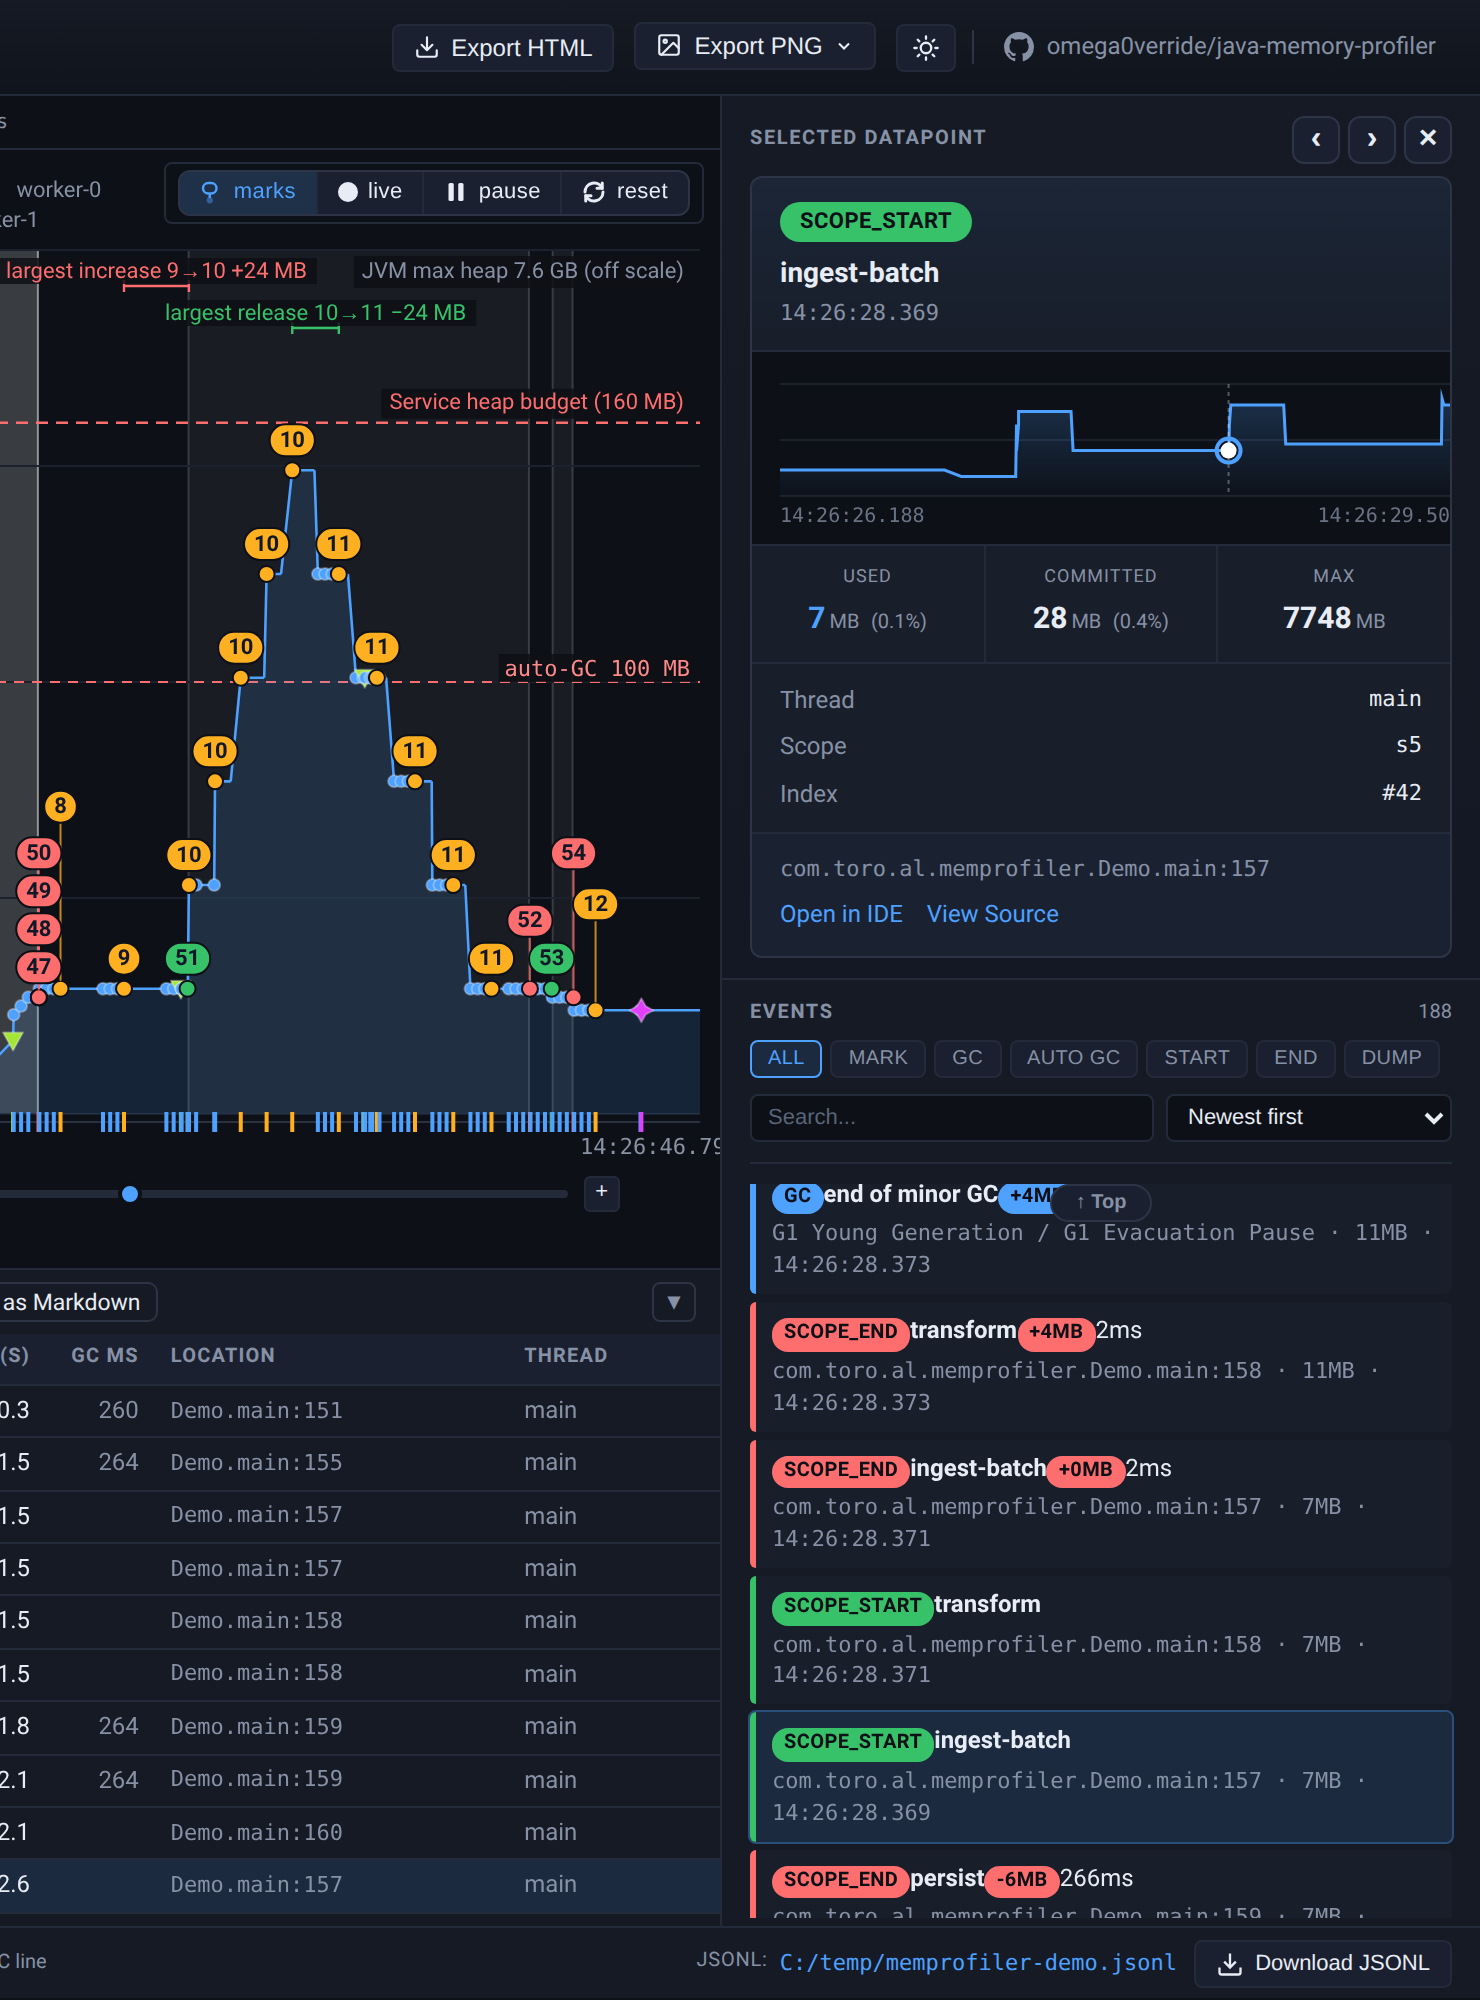 Export HTML
Export PNG
omega0verride/java-memory-profiler
s
worker-0
ker-1
marks
live
pause
reset
largest increase 9→10 +24 MB
JVM max heap 7.6 GB (off scale)
largest release 10→11 −24 MB
Service heap budget (160 MB)
10
10
11
10
11
auto-GC 100 MB
10
11
8
50
10
11
54
49
12
48
52
47
9
51
11
53
14:26:46.79
+
as Markdown
▼
(S) GC MS LOCATION THREAD
0.3 260 Demo.main:151 main
1.5 264 Demo.main:155 main
1.5 Demo.main:157 main
1.5 Demo.main:157 main
1.5 Demo.main:158 main
1.5 Demo.main:158 main
1.8 264 Demo.main:159 main
2.1 264 Demo.main:159 main
2.1 Demo.main:160 main
2.6 Demo.main:157 main
SELECTED DATAPOINT
‹ › ✕
SCOPE_START
ingest-batch
14:26:28.369
14:26:26.188 14:26:29.50
USED COMMITTED MAX
7 MB (0.1%) 28 MB (0.4%) 7748 MB
Thread main
Scope s5
Index #42
com.toro.al.memprofiler.Demo.main:157
Open in IDE View Source
EVENTS 188
ALL MARK GC AUTO GC START END DUMP
Search... Newest first
GC end of minor GC +4M
↑ Top
G1 Young Generation / G1 Evacuation Pause · 11MB ·
14:26:28.373
SCOPE_END transform +4MB 2ms
com.toro.al.memprofiler.Demo.main:158 · 11MB ·
14:26:28.373
SCOPE_END ingest-batch +0MB 2ms
com.toro.al.memprofiler.Demo.main:157 · 7MB ·
14:26:28.371
SCOPE_START transform
com.toro.al.memprofiler.Demo.main:158 · 7MB ·
14:26:28.371
SCOPE_START ingest-batch
com.toro.al.memprofiler.Demo.main:157 · 7MB ·
14:26:28.369
SCOPE_END persist -6MB 266ms
com.toro.al.memprofiler.Demo.main:159 · 7MB ·
C line
JSONL: C:/temp/memprofiler-demo.jsonl
Download JSONL